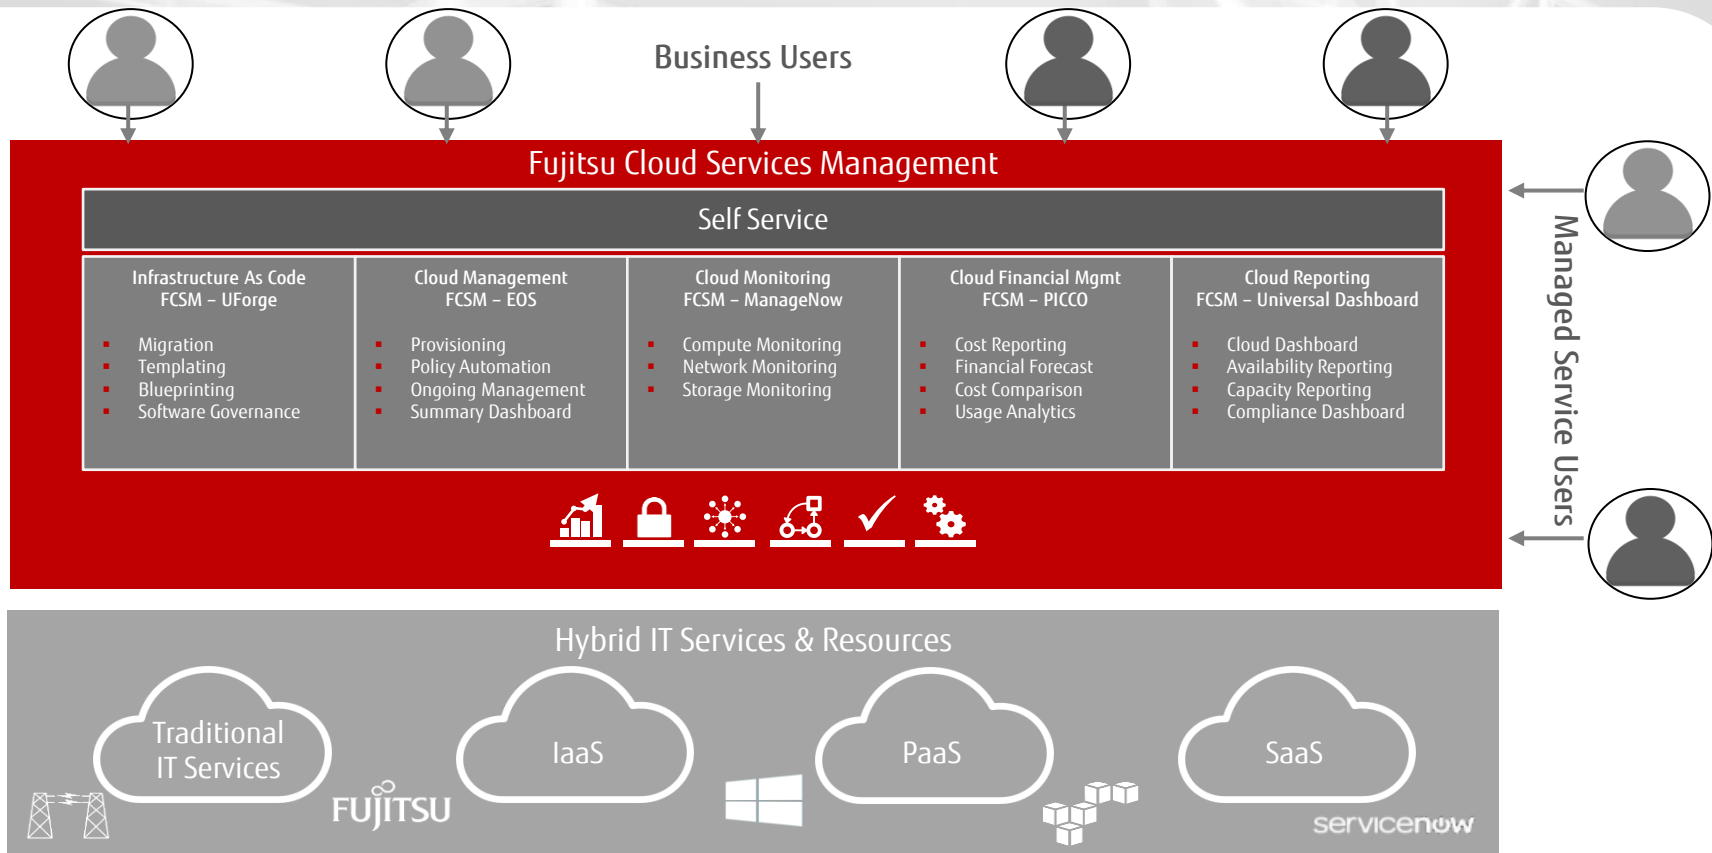 Business Users
Fujitsu Cloud Services Management
Self Service
Infrastructure As Code
FCSM – UForge
Migration
Templating
Blueprinting
Software Governance
Cloud Management
FCSM – EOS
Provisioning
Policy Automation
Ongoing Management
Summary Dashboard
Cloud Monitoring
FCSM – ManageNow
Compute Monitoring
Network Monitoring
Storage Monitoring
Cloud Financial Mgmt
FCSM – PICCO
Cost Reporting
Financial Forecast
Cost Comparison
Usage Analytics
Cloud Reporting
FCSM – Universal Dashboard
Cloud Dashboard
Availability Reporting
Capacity Reporting
Compliance Dashboard
Managed Service Users
Hybrid IT Services & Resources
Traditional
IT Services
IaaS
PaaS
SaaS
FUJITSU
servicenow